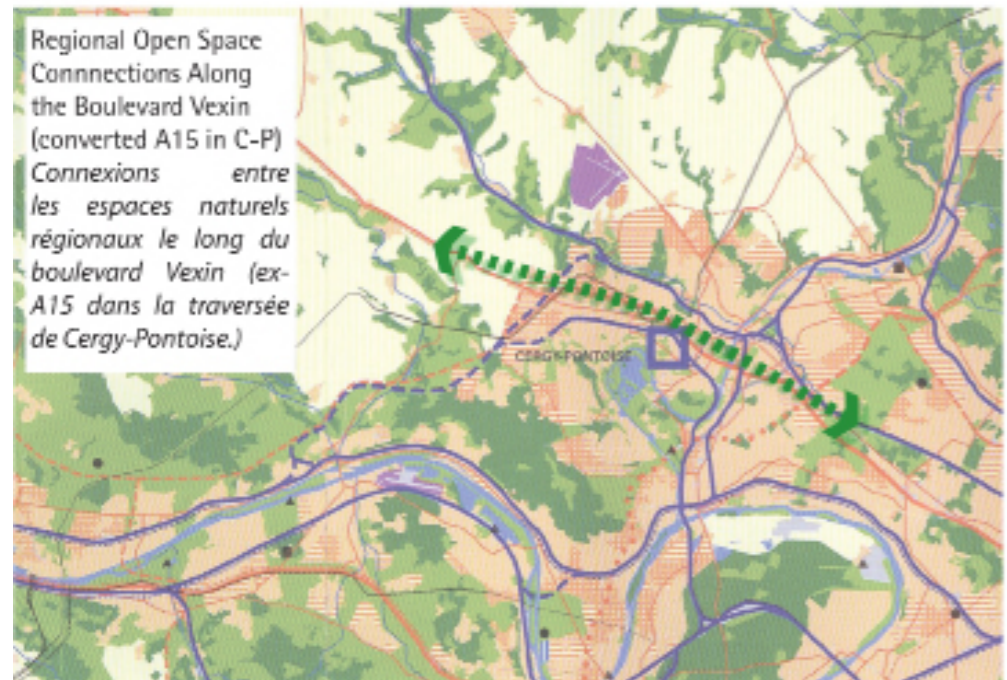 Regional Open Space
Connnections Along
the Boulevard Vexin
(converted A15 in C-P)
Connexions entre
les espaces naturels
régionaux le long du
boulevard Vexin (ex-
A15 dans la traversée
de Cergy-Pontoise.)
CERGY-PONTOISE